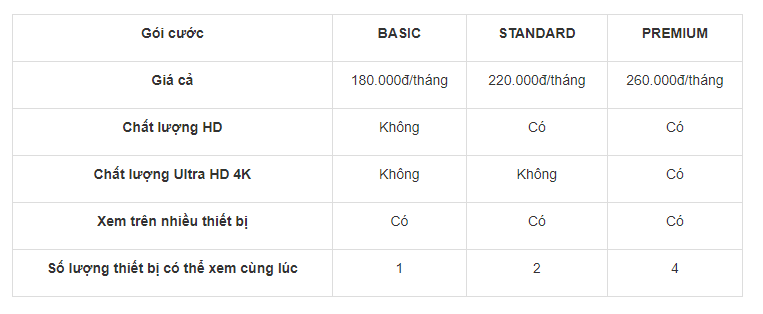 Gói cước BASIC STANDARD PREMIUM
Giá cả 180.000đ/tháng 220.000đ/tháng 260.000đ/tháng
Chất lượng HD Không Có Có
Chất lượng Ultra HD 4K Không Không Có
Xem trên nhiều thiết bị Có Có Có
Số lượng thiết bị có thể xem cùng lúc 1 2 4